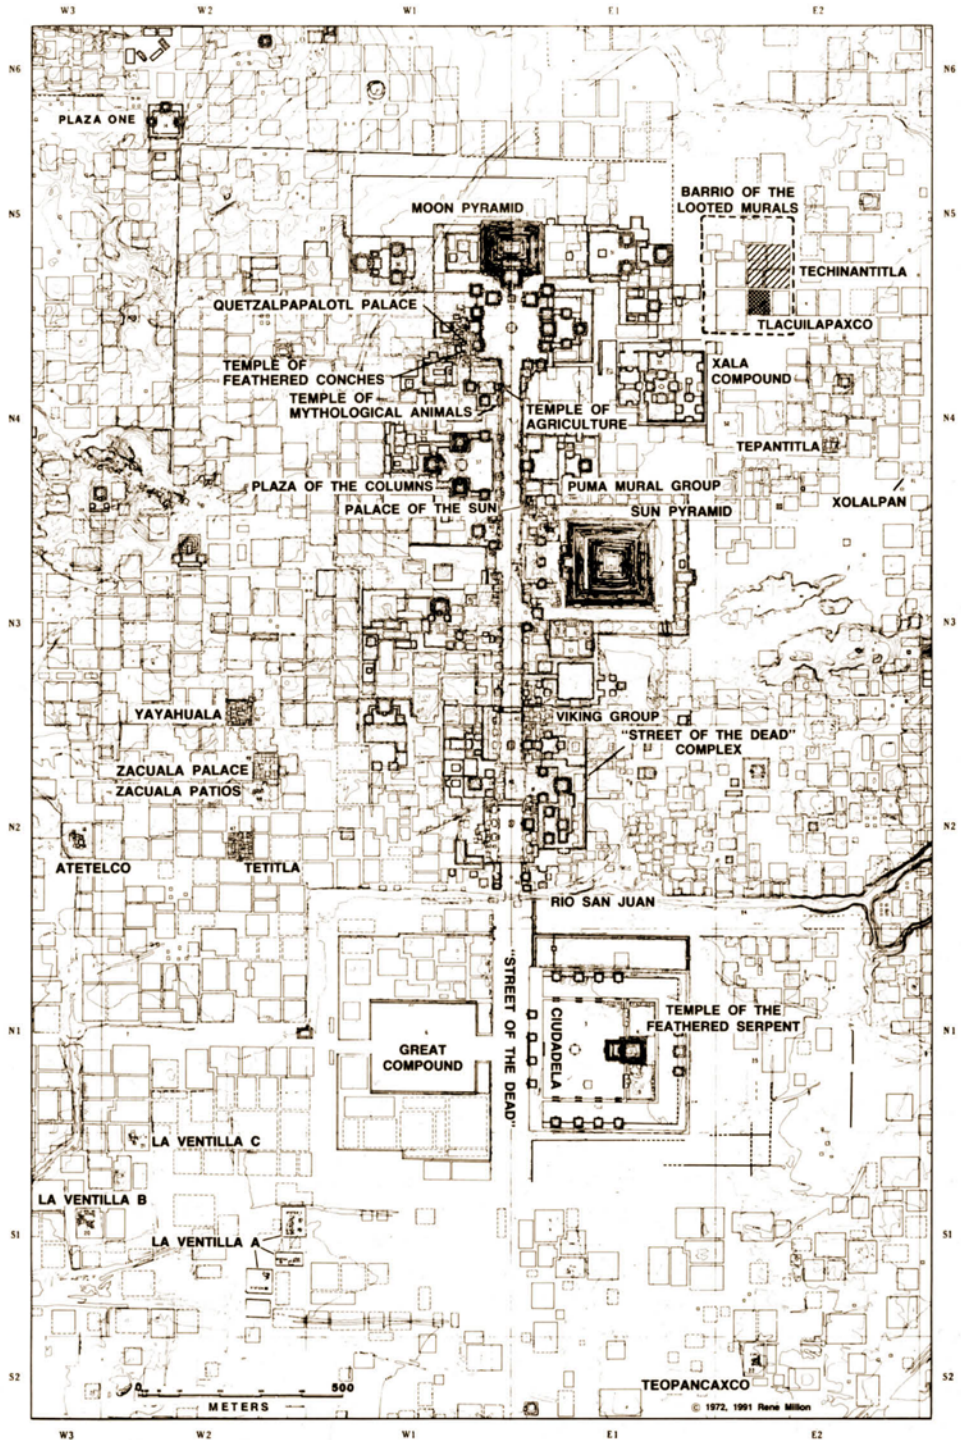 W3 W2 W1 E1 E2
N6 N6
PLAZA ONE
BARRIO OF THE
LOOTED MURALS
MOON PYRAMID
N5 N5
TECHINANTITLA
QUETZALPAPALOTL PALACE
TLACUILAPAXCO
TEMPLE OF
FEATHERED CONCHES
XALA
COMPOUND
TEMPLE OF
MYTHOLOGICAL ANIMALS
TEMPLE OF
AGRICULTURE
N4 N4
TEPANTITLA
PLAZA OF THE COLUMNS
PUMA MURAL GROUP
XOLALPAN
PALACE OF THE SUN
SUN PYRAMID
N3 N3
YAYAHUALA
VIKING GROUP
"STREET OF THE DEAD"
COMPLEX
ZACUALA PALACE
ZACUALA PATIOS
N2 N2
ATETELCO
TETITLA
RIO SAN JUAN
"STREET OF THE DEAD"
CIUDADELA
TEMPLE OF THE
FEATHERED SERPENT
N1 N1
GREAT
COMPOUND
LA VENTILLA C
LA VENTILLA B
LA VENTILLA A
S1 S1
S2 S2
TEOPANCAXCO
0 500
METERS
© 1972, 1991 René Millon
W3 W2 W1 E1 E2